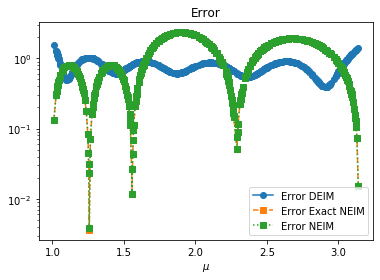 Error
10⁰
10⁻¹
10⁻²
1.0 1.5 2.0 2.5 3.0
μ
Error DEIM
Error Exact NEIM
Error NEIM